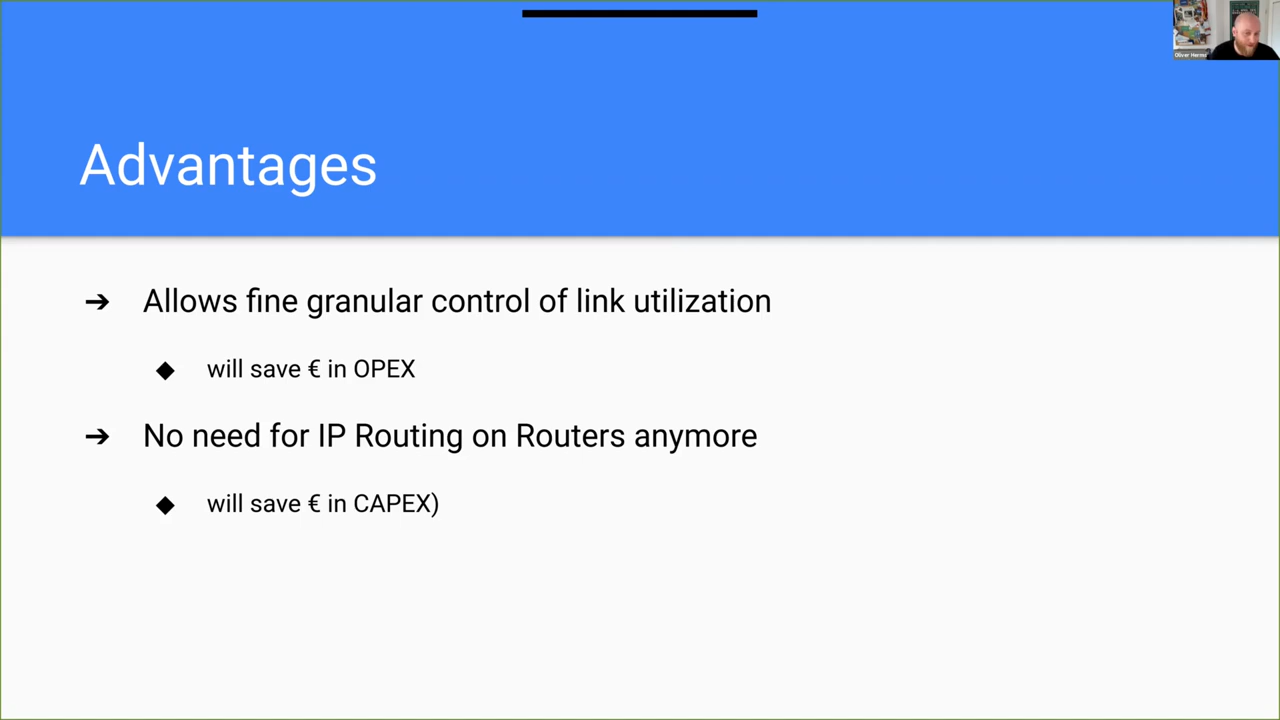 Advantages
➔ Allows fine granular control of link utilization
◆ will save € in OPEX
➔ No need for IP Routing on Routers anymore
◆ will save € in CAPEX)
Oliver